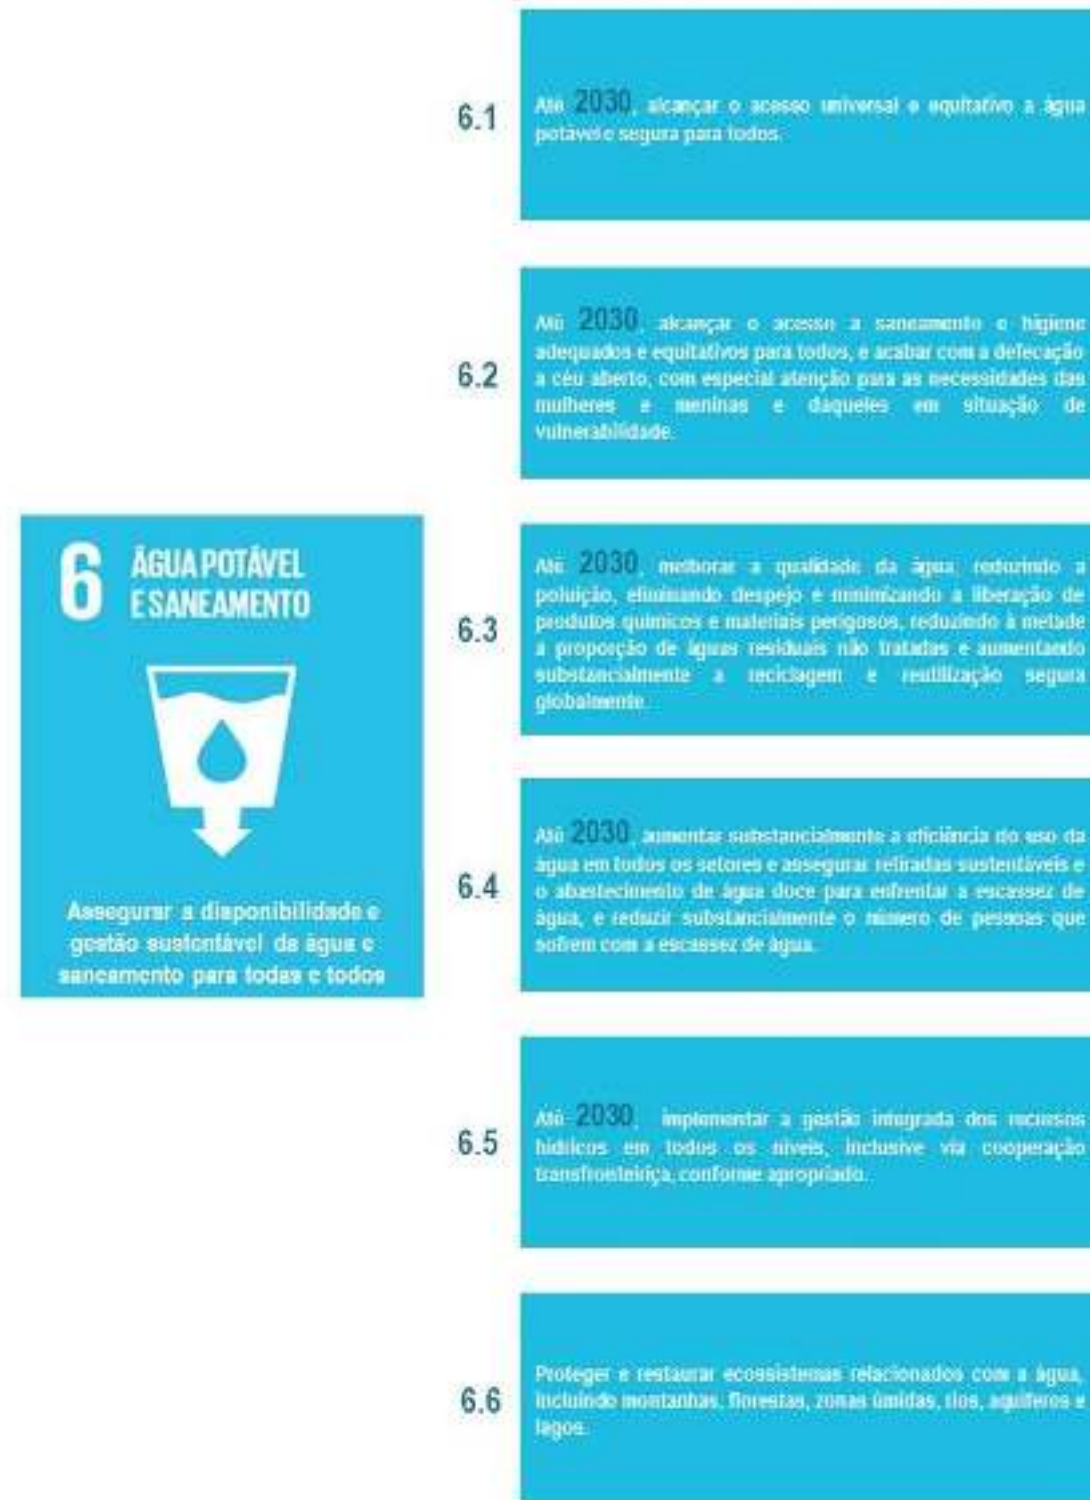 6.1
Até 2030, alcançar o acesso universal e equitativo a água
potável e segura para todos.
6.2
Até 2030, alcançar o acesso a saneamento e higiene
adequados e equitativos para todos, e acabar com a defecação
a céu aberto, com especial atenção para as necessidades das
mulheres e meninas e daqueles em situação de
vulnerabilidade.
6 ÁGUA POTÁVEL
E SANEAMENTO
Assegurar a disponibilidade e
gestão sustentável da água e
saneamento para todas e todos
6.3
Até 2030, melhorar a qualidade da água, reduzindo a
poluição, eliminando despejo e minimizando a liberação de
produtos químicos e materiais perigosos, reduzindo à metade
a proporção de águas residuais não tratadas e aumentando
substancialmente a reciclagem e reutilização segura
globalmente.
6.4
Até 2030, aumentar substancialmente a eficiência do uso da
água em todos os setores e assegurar retiradas sustentáveis e
o abastecimento de água doce para enfrentar a escassez de
água, e reduzir substancialmente o número de pessoas que
sofrem com a escassez de água.
6.5
Até 2030, implementar a gestão integrada dos recursos
hídricos em todos os níveis, inclusive via cooperação
transfronteiriça, conforme apropriado.
6.6
Proteger e restaurar ecossistemas relacionados com a água,
incluindo montanhas, florestas, zonas úmidas, rios, aquíferos e
lagos.